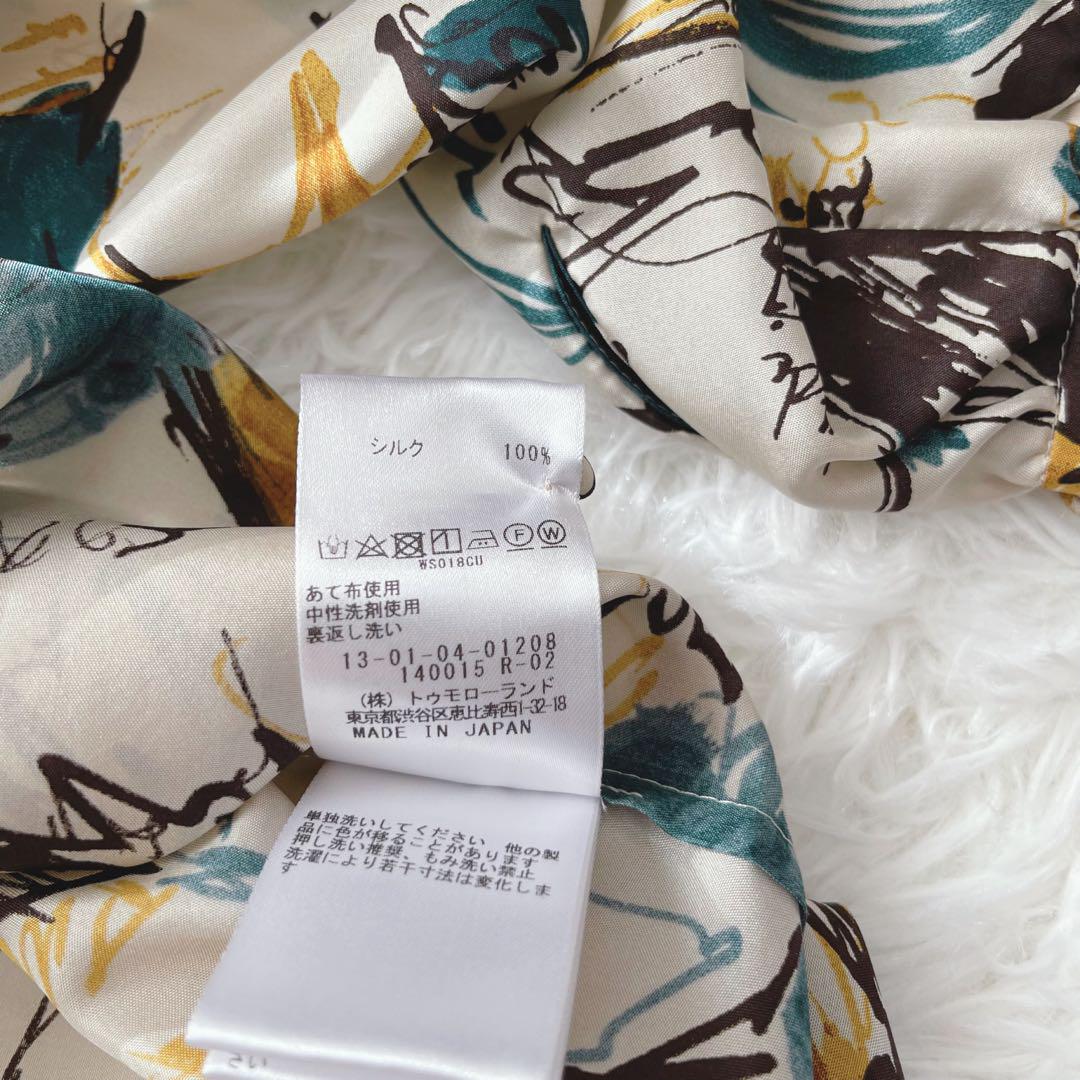 シルク 100%
F W
WS018CU
あて布使用
中性洗剤使用
裏返し洗い
13-01-04-01208
140015 R-02
(株) トゥモローランド
東京都渋谷区恵比寿西1-32-18
MADE IN JAPAN
単独洗いしてください 他の製
品に色が移ることがあります
押し洗い推奨、もみ洗い禁止
洗濯により若干寸法は変化しま
す
さい